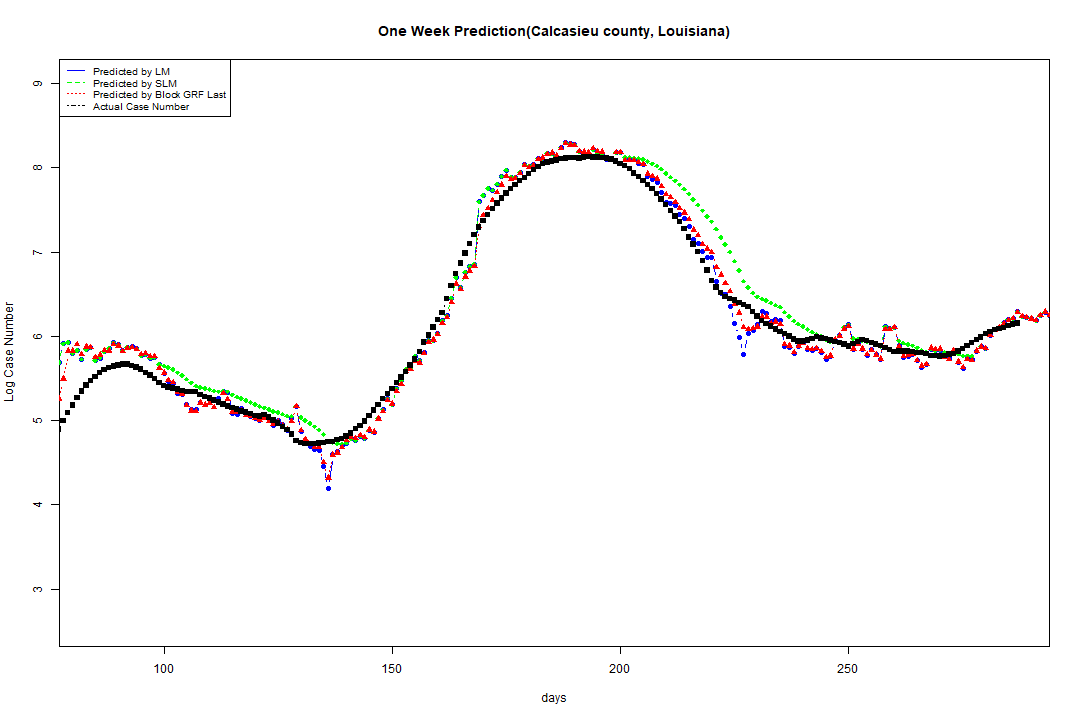 One Week Prediction(Calcasieu county, Louisiana)
Predicted by LM
Predicted by SLM
Predicted by Block GRF Last
Actual Case Number
9
8
7
6
5
4
3
Log Case Number
100 150 200 250
days